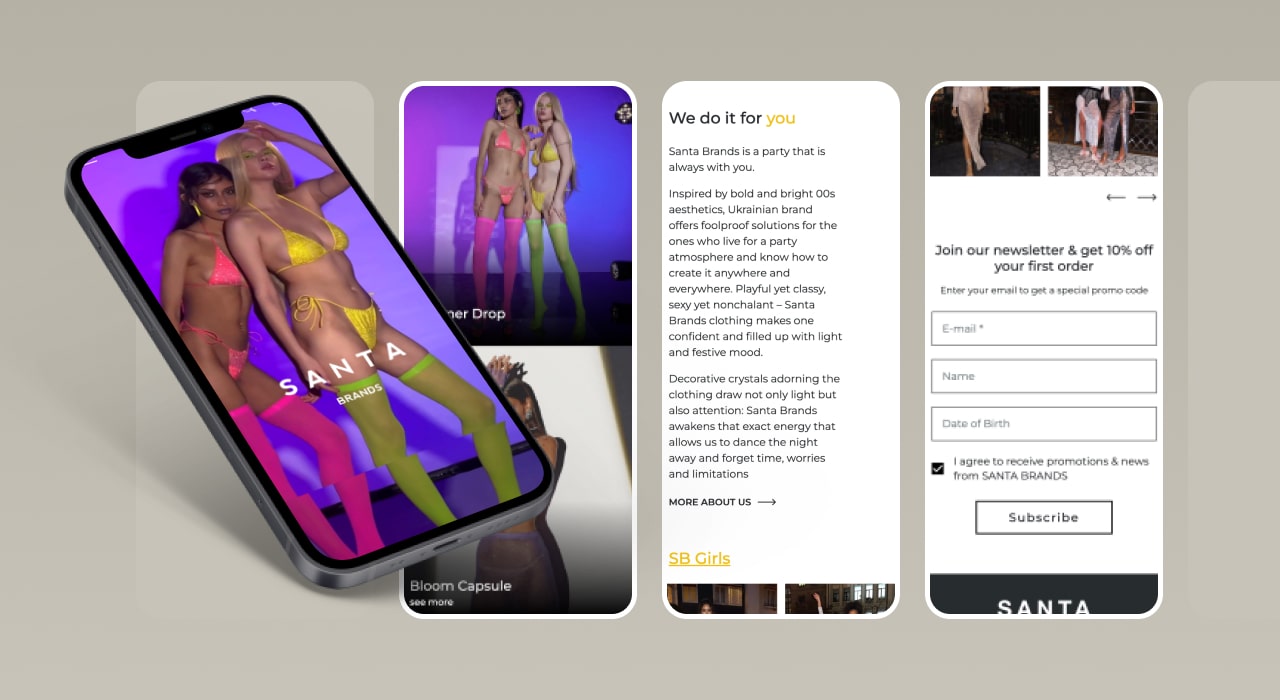 SANTA
BRANDS
ner Drop
Bloom Capsule
see more
We do it for you
Santa Brands is a party that is
always with you.
Inspired by bold and bright 00s
aesthetics, Ukrainian brand
offers foolproof solutions for the
ones who live for a party
atmosphere and know how to
create it anywhere and
everywhere. Playful yet classy,
sexy yet nonchalant – Santa
Brands clothing makes one
confident and filled up with light
and festive mood.
Decorative crystals adorning the
clothing draw not only light but
also attention: Santa Brands
awakens that exact energy that
allows us to dance the night
away and forget time, worries
and limitations
MORE ABOUT US
SB Girls
Join our newsletter & get 10% off
your first order
Enter your email to get a special promo code
E-mail *
Name
Date of Birth
I agree to receive promotions & news
from SANTA BRANDS
Subscribe
SANTA